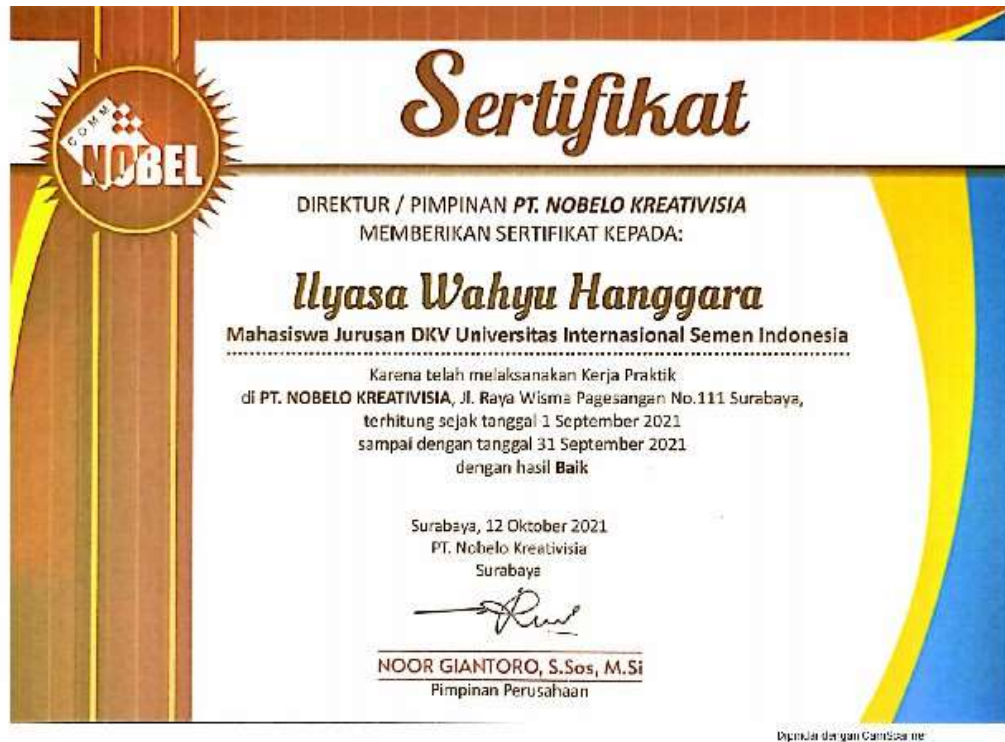 Sertifikat
COMM
NOBEL
DIREKTUR / PIMPINAN PT. NOBELO KREATIVISIA
MEMBERIKAN SERTIFIKAT KEPADA:
Ilyasa Wahyu Hanggara
Mahasiswa Jurusan DKV Universitas Internasional Semen Indonesia
Karena telah melaksanakan Kerja Praktik
di PT. NOBELO KREATIVISIA, Jl. Raya Wisma Pagesangan No.111 Surabaya,
terhitung sejak tanggal 1 September 2021
sampai dengan tanggal 31 September 2021
dengan hasil Baik
Surabaya, 12 Oktober 2021
PT. Nobelo Kreativisia
Surabaya
NOOR GIANTORO, S.Sos, M.Si
Pimpinan Perusahaan
Dipindai dengan CamScanner